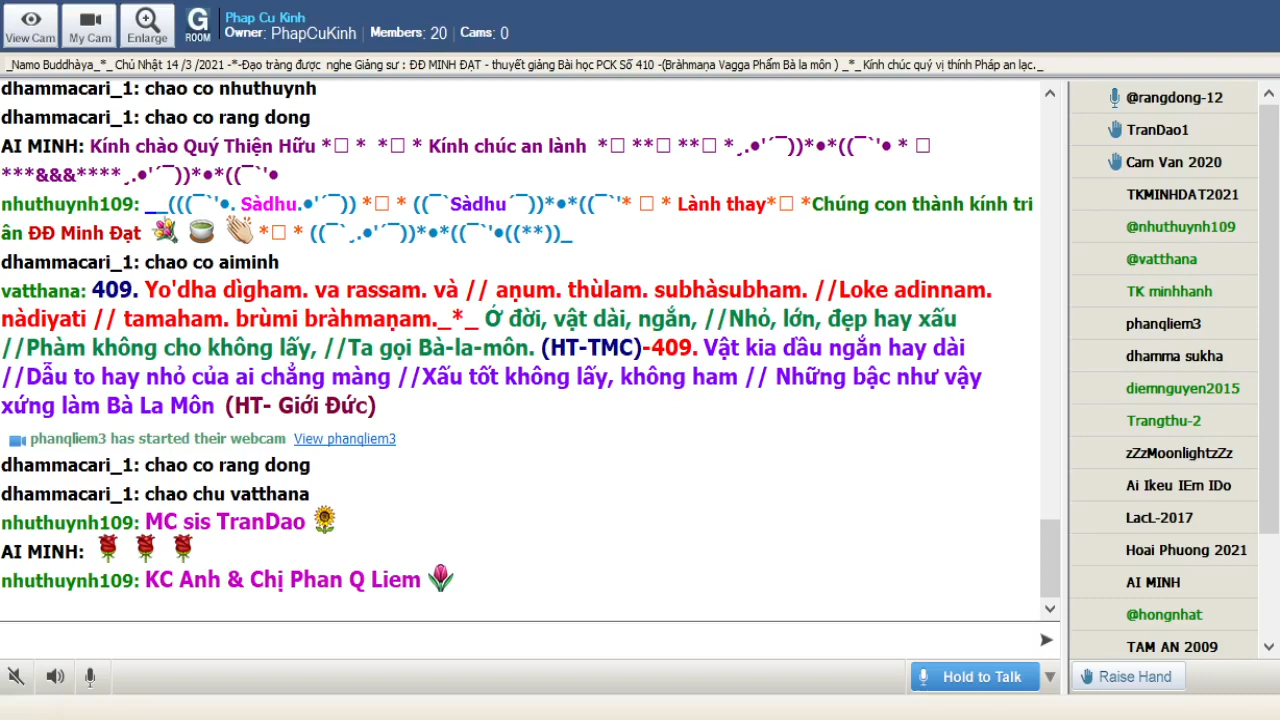 View Cam
My Cam
Enlarge
G
ROOM
Phap Cu Kinh
Owner: PhapCuKinh | Members: 20 | Cams: 0
_Namo Buddhàya_*_ Chủ Nhật 14 /3 /2021 -*-Đạo tràng được nghe Giảng sư : ĐĐ MINH ĐẠT - thuyết giảng Bài học PCK Số 410 -(Bràhmaṇa Vagga Phẩm Bà la môn ) _*_ Kính chúc quý vị thính Pháp an lạc._
dhammacari_1: chao co nhuthuynh
dhammacari_1: chao co rang dong
AI MINH: Kính chào Quý Thiện Hữu *□ * *□ * Kính chúc an lành *□ **□ **□ *¸.•'´¯))*•*((¯`'• * □
***&&&****¸.•'´¯))*•*((¯`'•
nhuthuynh109: __(((¯`'•. Sàdhu.•'´¯)) *□ * ((¯`Sàdhu´¯))*•*((¯`'* □ * Lành thay*□ *Chúng con thành kính tri
ân ĐĐ Minh Đạt *□ * ((¯`¸.•'´¯))*•*((¯`'•((**))_
dhammacari_1: chao co aiminh
vatthana: 409. Yo'dha dìgham. va rassam. và // aṇum. thùlam. subhàsubham. //Loke adinnam.
nàdiyati // tamaham. brùmi bràhmaṇam._*_ Ở đời, vật dài, ngắn, //Nhỏ, lớn, đẹp hay xấu
//Phàm không cho không lấy, //Ta gọi Bà-la-môn. (HT-TMC)-409. Vật kia dầu ngắn hay dài
//Dẫu to hay nhỏ của ai chẳng màng //Xấu tốt không lấy, không ham // Những bậc như vậy
xứng làm Bà La Môn (HT- Giới Đức)
phanqliem3 has started their webcam View phanqliem3
dhammacari_1: chao co rang dong
dhammacari_1: chao chu vatthana
nhuthuynh109: MC sis TranDao
AI MINH:
nhuthuynh109: KC Anh & Chị Phan Q Liem
Hold to Talk
@rangdong-12
TranDao1
Cam Van 2020
TKMINHDAT2021
@nhuthuynh109
@vatthana
TK minhhanh
phanqliem3
dhamma sukha
diemnguyen2015
Trangthu-2
zZzMoonlightzZz
Ai lkeu IEm IDo
LacL-2017
Hoai Phuong 2021
AI MINH
@hongnhat
TAM AN 2009
Raise Hand